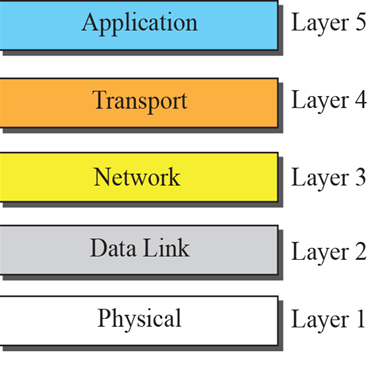 Application Layer 5
Transport Layer 4
Network Layer 3
Data Link Layer 2
Physical Layer 1